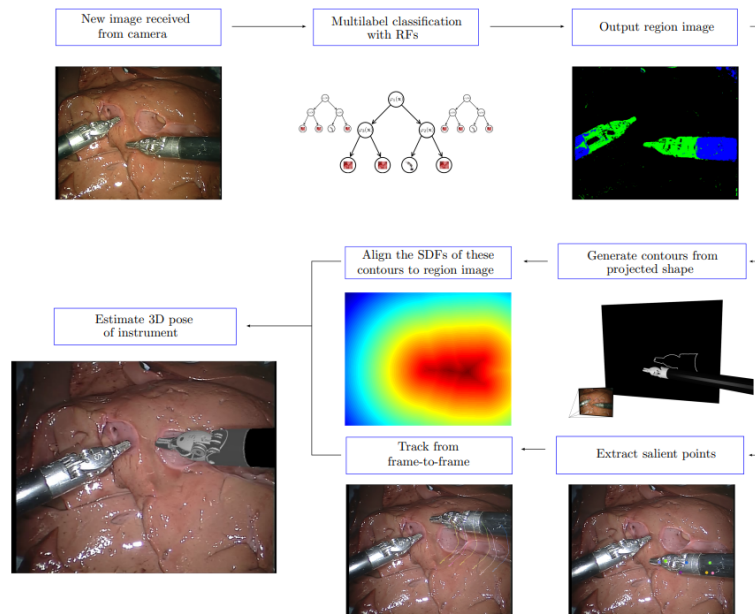 New image received
from camera
Multilabel classification
with RFs
Output region image
Align the SDFs of these
contours to region image
Generate contours from
projected shape
Estimate 3D pose
of instrument
Track from
frame-to-frame
Extract salient points